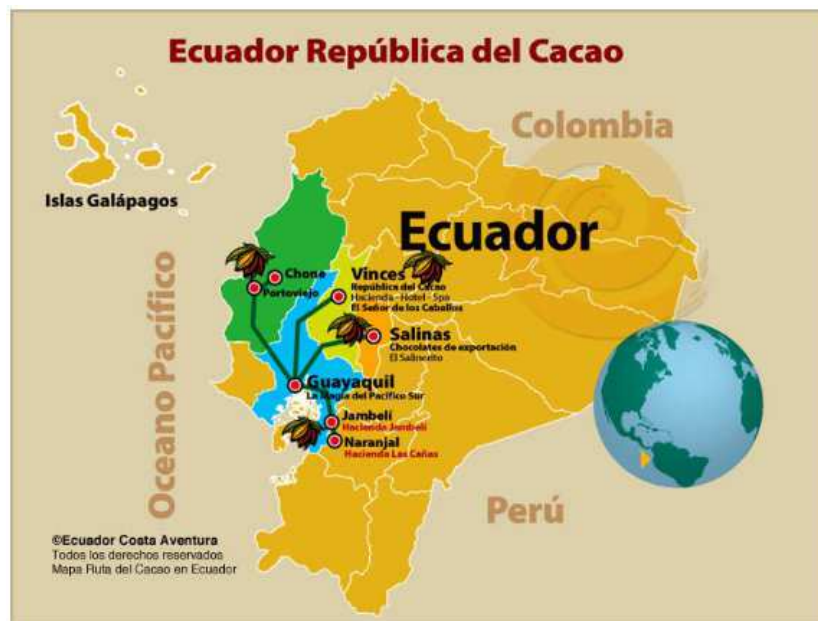 Ecuador República del Cacao
Colombia
Islas Galápagos
Ecuador
Oceano Pacífico
Chone
Portoviejo
Vinces
República del Cacao
Hacienda - Hotel - Spa
El Señor de los Caballos
Salinas
Chocolates de exportación
El Salinerito
Guayaquil
La Magia del Pacífico Sur
Jambelí
Hacienda Jambelí
Naranjal
Hacienda Las Cañas
Perú
©Ecuador Costa Aventura
Todos los derechos reservados
Mapa Ruta del Cacao en Ecuador